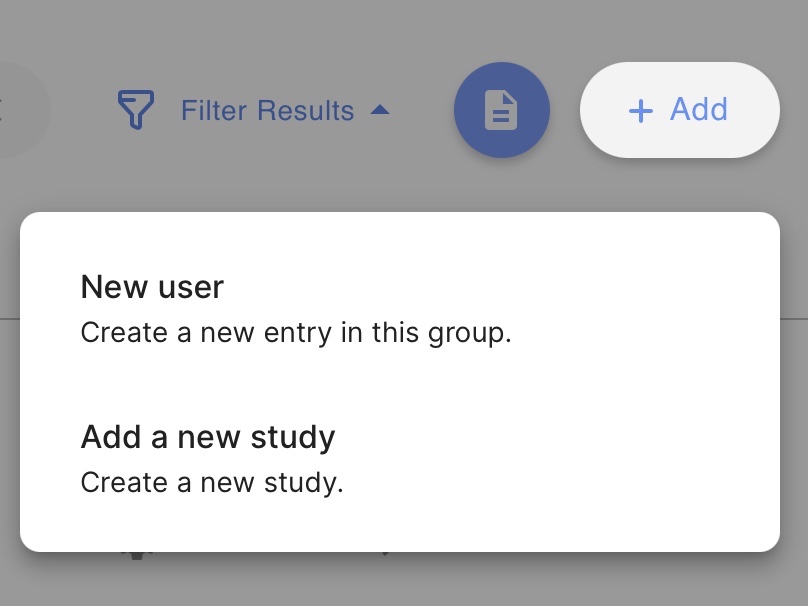 Filter Results
+ Add
New user
Create a new entry in this group.
Add a new study
Create a new study.